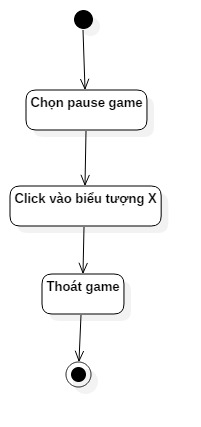 Chọn pause game
Click vào biểu tượng X
Thoát game